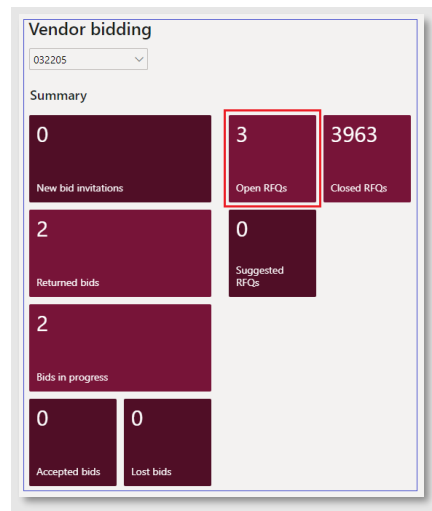 Vendor bidding
032205
Summary
0
New bid invitations
3
Open RFQs
3963
Closed RFQs
2
Returned bids
0
Suggested
RFQs
2
Bids in progress
0
Accepted bids
0
Lost bids